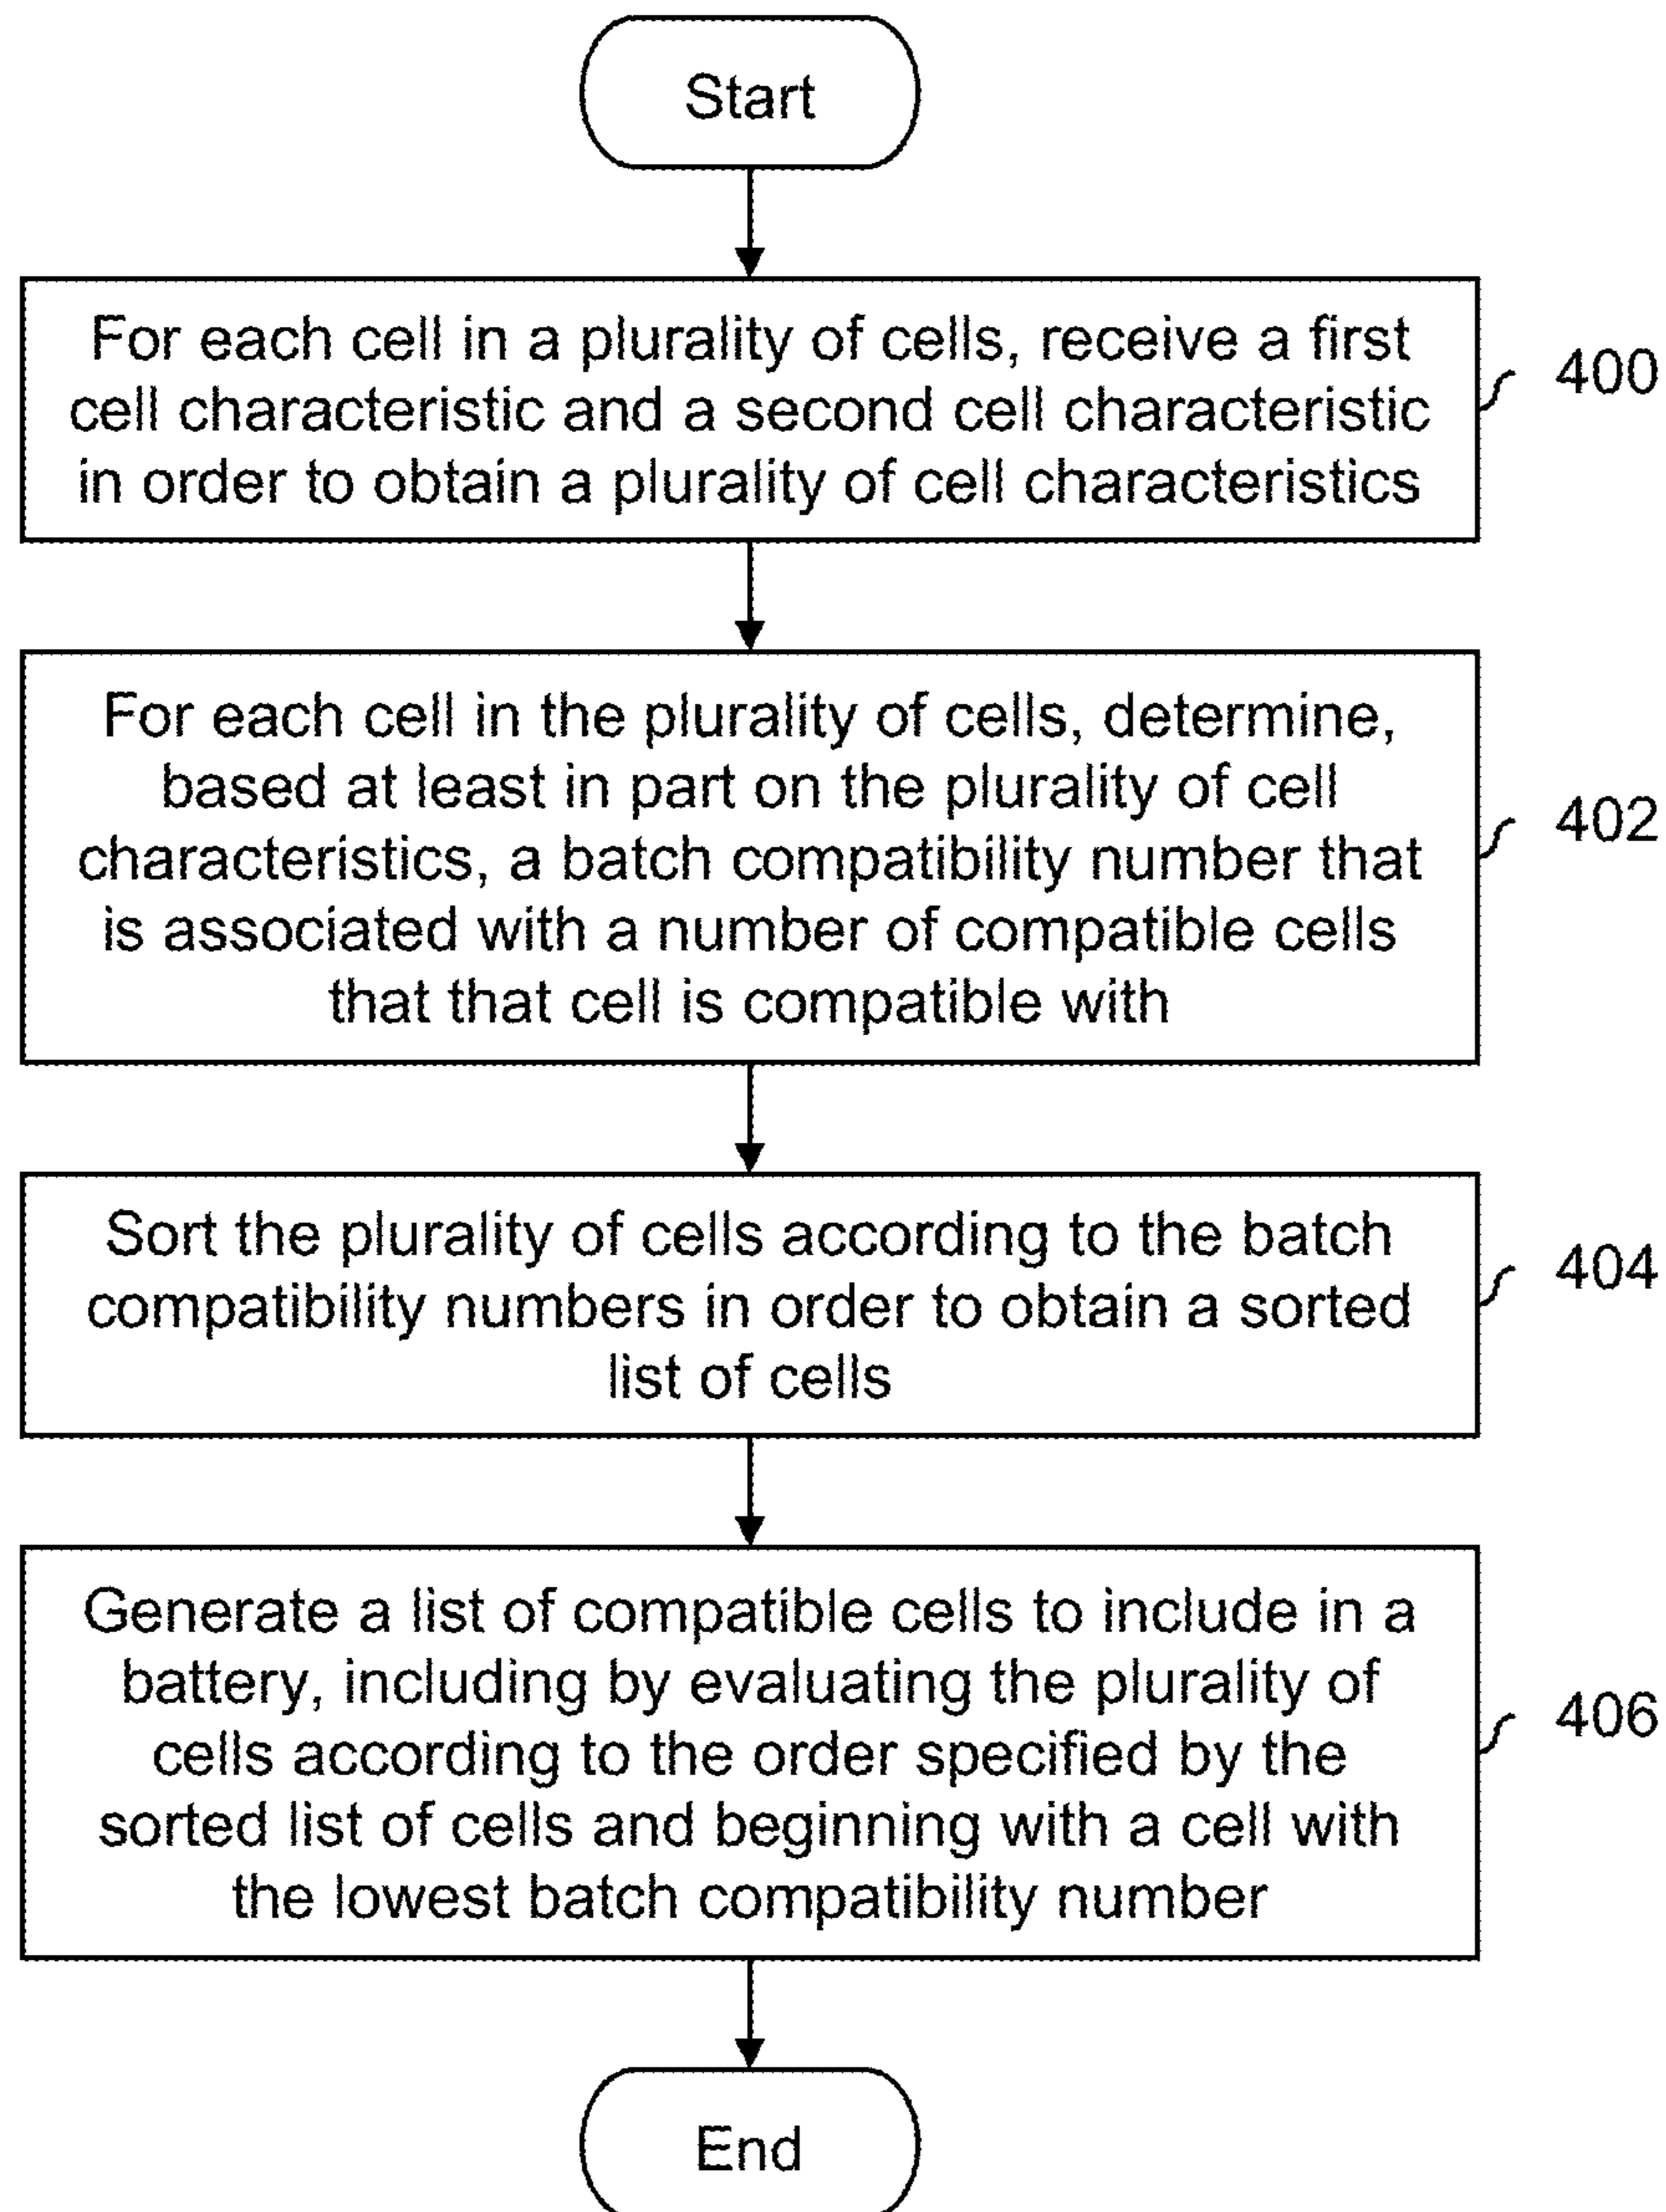 Start
For each cell in a plurality of cells, receive a first
cell characteristic and a second cell characteristic
in order to obtain a plurality of cell characteristics
400
For each cell in the plurality of cells, determine,
based at least in part on the plurality of cell
characteristics, a batch compatibility number that
is associated with a number of compatible cells
that that cell is compatible with
402
Sort the plurality of cells according to the batch
compatibility numbers in order to obtain a sorted
list of cells
404
Generate a list of compatible cells to include in a
battery, including by evaluating the plurality of
cells according to the order specified by the
sorted list of cells and beginning with a cell with
the lowest batch compatibility number
406
End